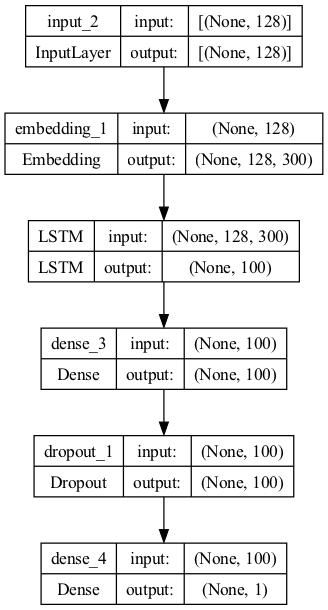 input_2 input: [(None, 128)]
InputLayer output: [(None, 128)]
embedding_1 input: (None, 128)
Embedding output: (None, 128, 300)
LSTM input: (None, 128, 300)
LSTM output: (None, 100)
dense_3 input: (None, 100)
Dense output: (None, 100)
dropout_1 input: (None, 100)
Dropout output: (None, 100)
dense_4 input: (None, 100)
Dense output: (None, 1)